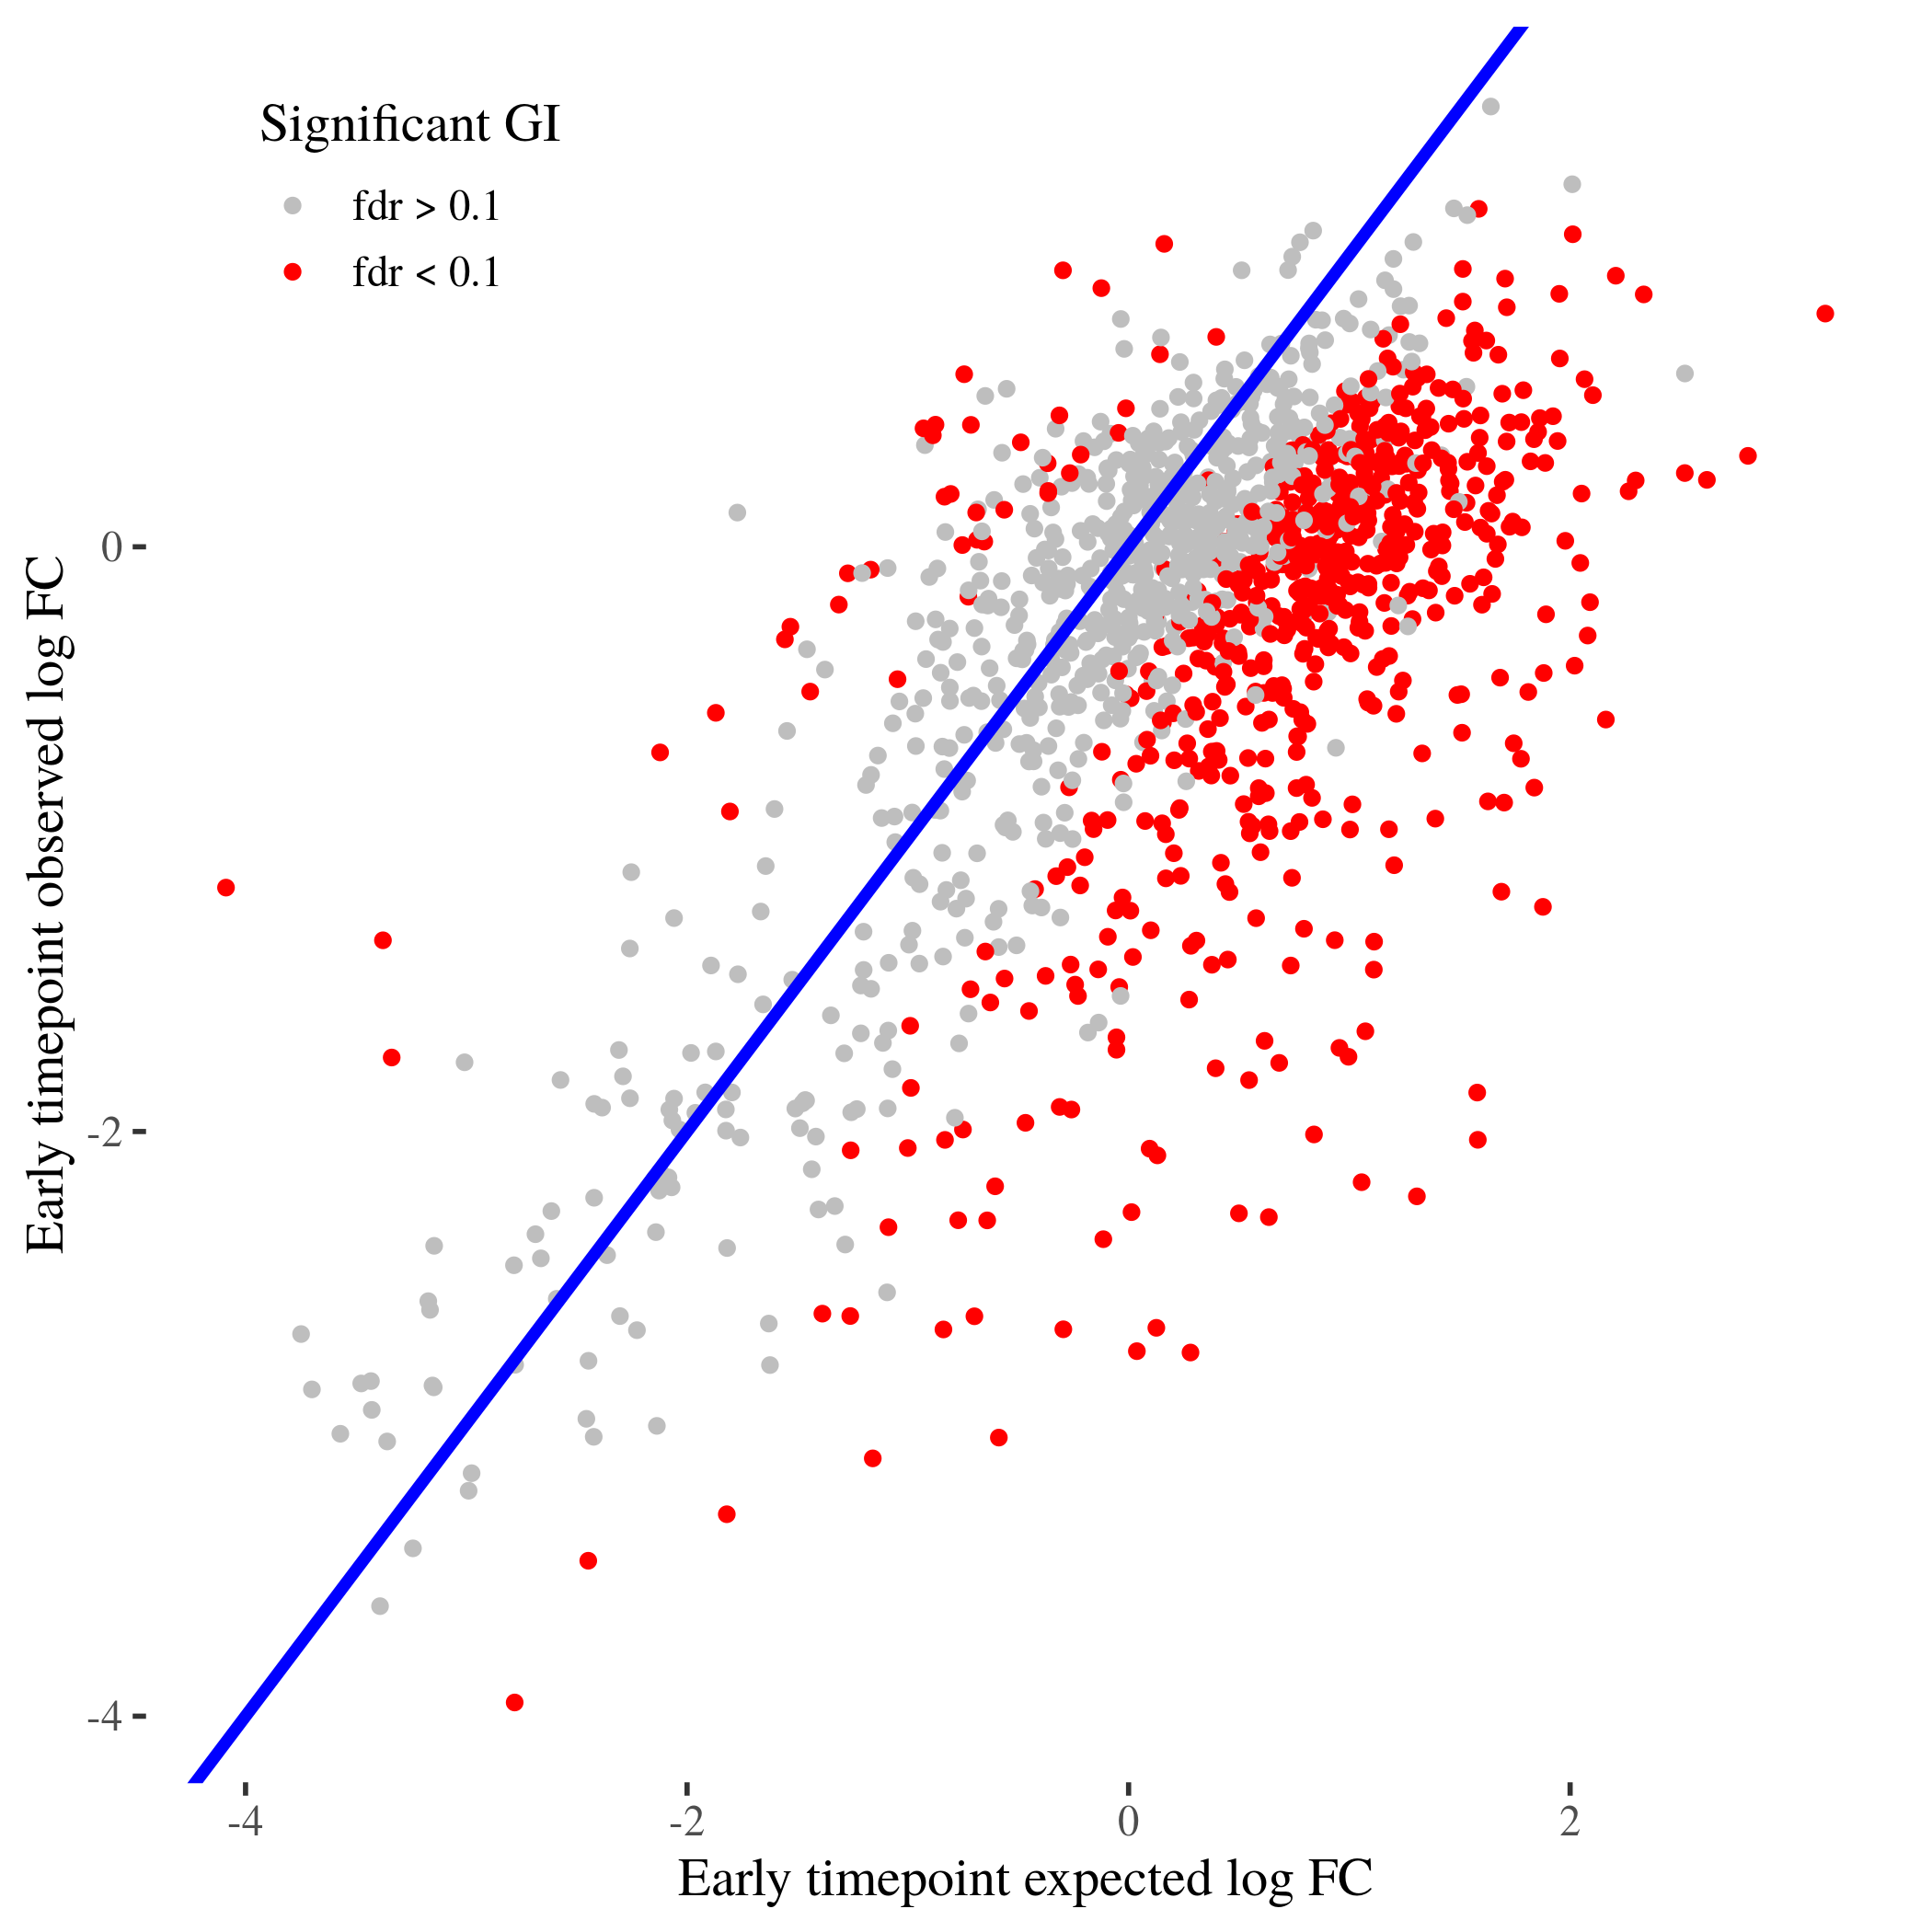 Significant GI
fdr > 0.1
fdr < 0.1
Early timepoint observed log FC
0
-2
-4
-4
-2
0
2
Early timepoint expected log FC